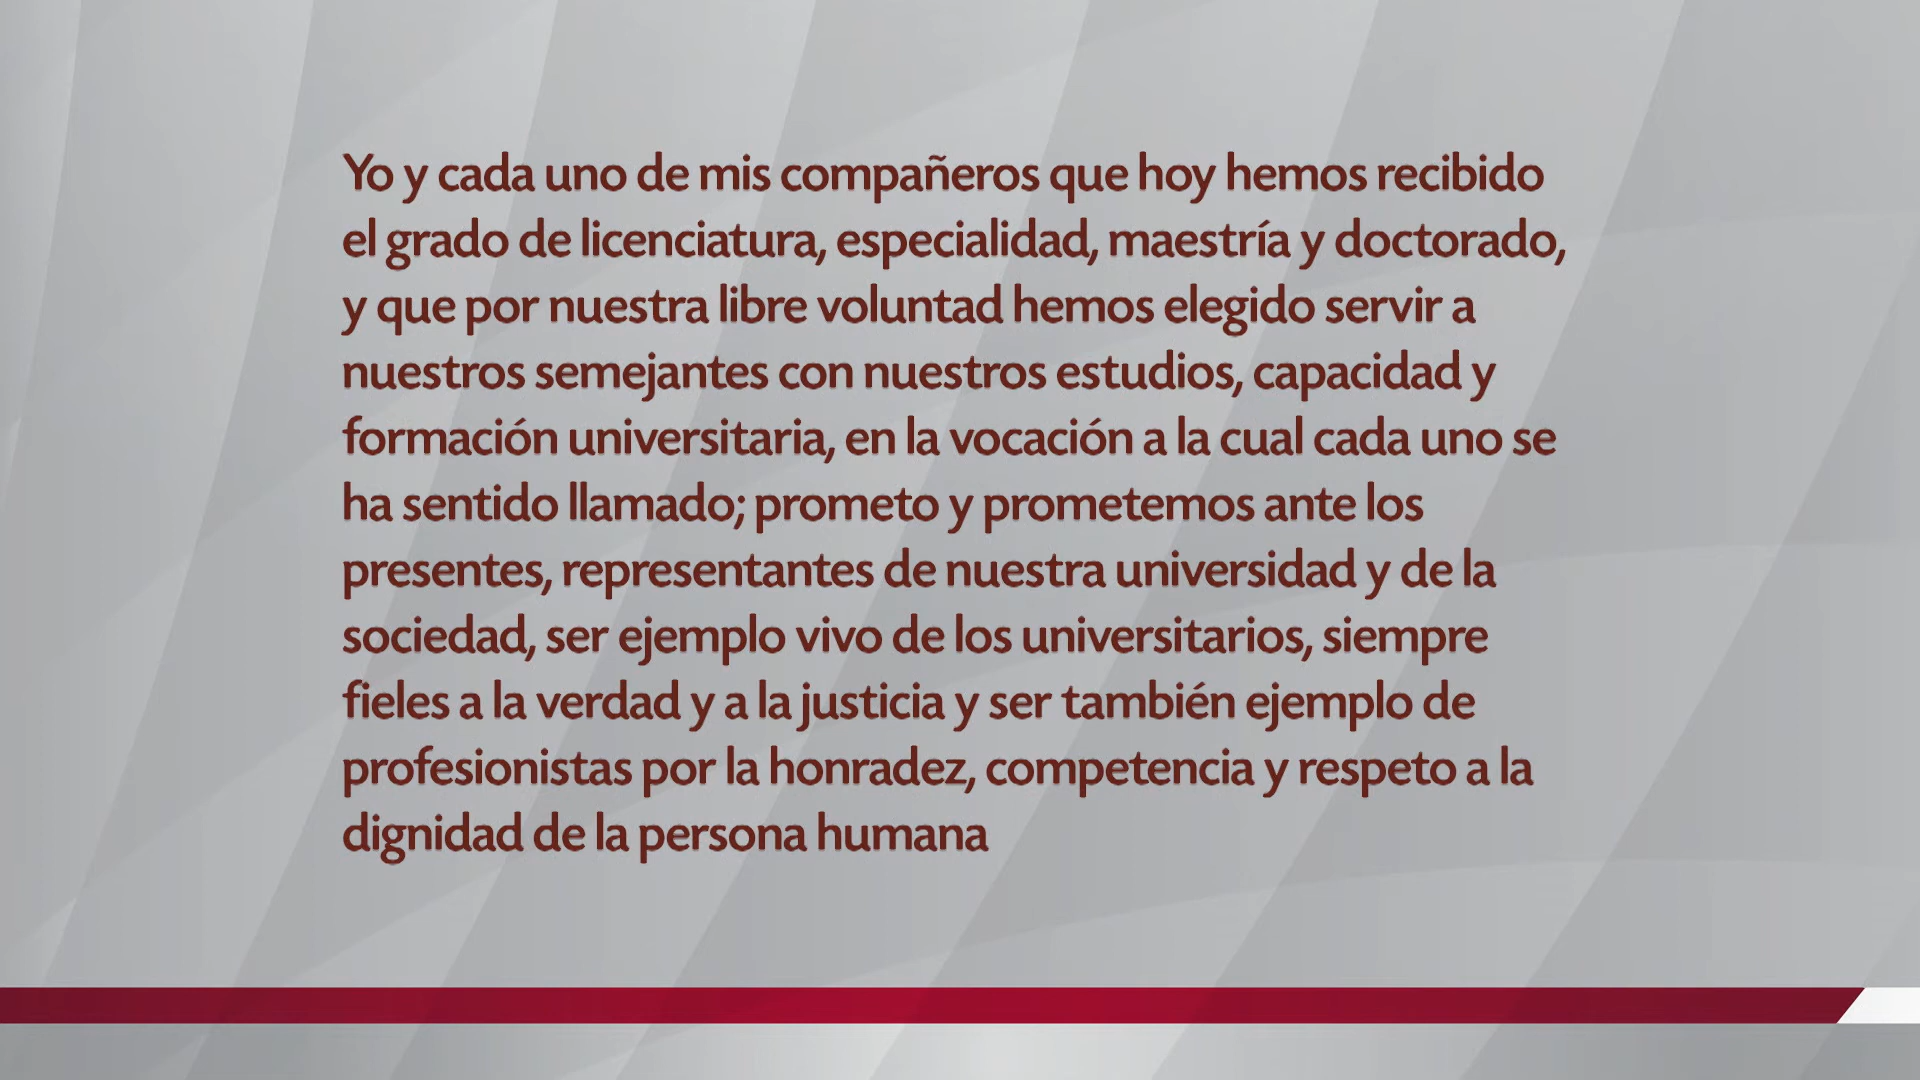 Yo y cada uno de mis compañeros que hoy hemos recibido
el grado de licenciatura, especialidad, maestría y doctorado,
y que por nuestra libre voluntad hemos elegido servir a
nuestros semejantes con nuestros estudios, capacidad y
formación universitaria, en la vocación a la cual cada uno se
ha sentido llamado; prometo y prometemos ante los
presentes, representantes de nuestra universidad y de la
sociedad, ser ejemplo vivo de los universitarios, siempre
fieles a la verdad y a la justicia y ser también ejemplo de
profesionistas por la honradez, competencia y respeto a la
dignidad de la persona humana